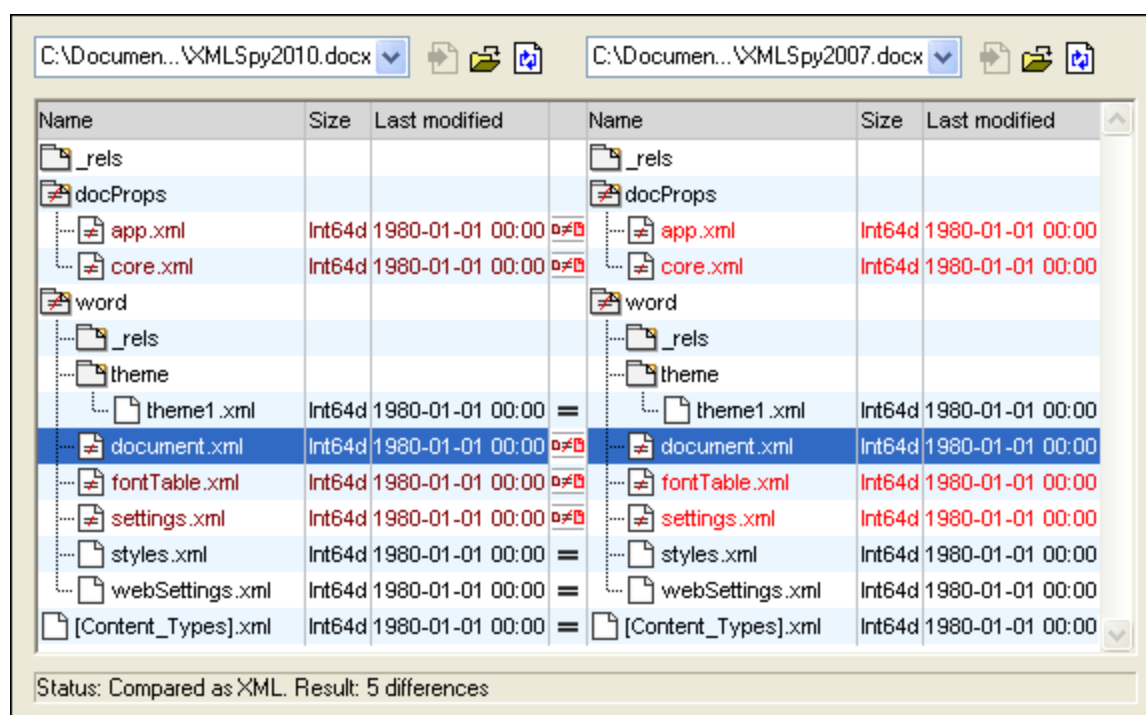 C:\Documen...\XMLSpy2010.docx C:\Documen...\XMLSpy2007.docx
Name Size Last modified Name Size Last modified
_rels _rels
docProps docProps
app.xml Int64d 1980-01-01 00:00 ≠ app.xml Int64d 1980-01-01 00:00
core.xml Int64d 1980-01-01 00:00 ≠ core.xml Int64d 1980-01-01 00:00
word word
_rels _rels
theme theme
theme1.xml Int64d 1980-01-01 00:00 = theme1.xml Int64d 1980-01-01 00:00
document.xml Int64d 1980-01-01 00:00 ≠ document.xml Int64d 1980-01-01 00:00
fontTable.xml Int64d 1980-01-01 00:00 ≠ fontTable.xml Int64d 1980-01-01 00:00
settings.xml Int64d 1980-01-01 00:00 ≠ settings.xml Int64d 1980-01-01 00:00
styles.xml Int64d 1980-01-01 00:00 = styles.xml Int64d 1980-01-01 00:00
webSettings.xml Int64d 1980-01-01 00:00 = webSettings.xml Int64d 1980-01-01 00:00
[Content_Types].xml Int64d 1980-01-01 00:00 = [Content_Types].xml Int64d 1980-01-01 00:00
Status: Compared as XML. Result: 5 differences